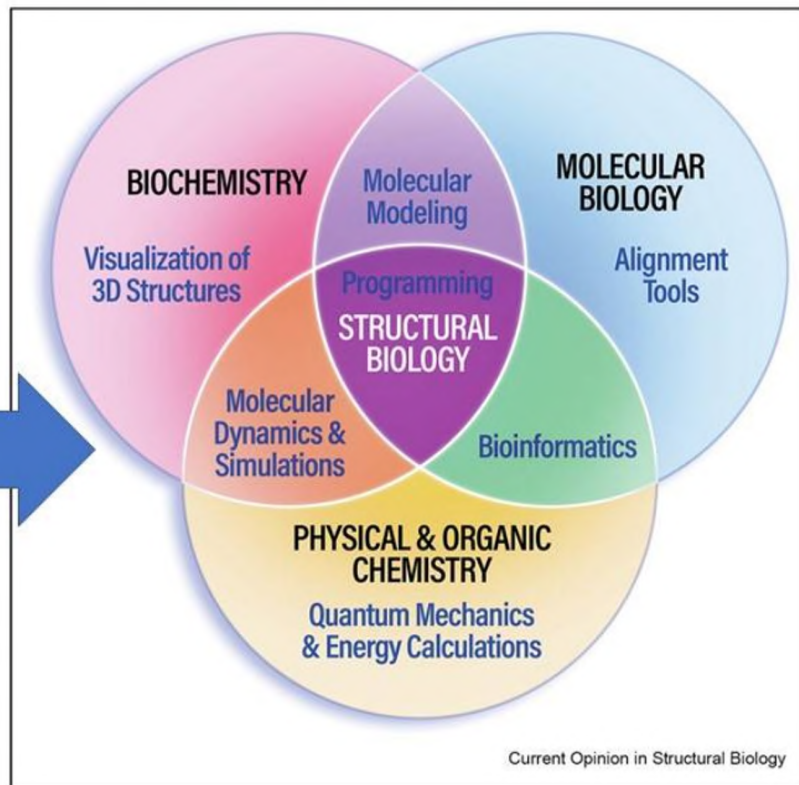 BIOCHEMISTRY
Visualization of
3D Structures
Molecular
Modeling
MOLECULAR
BIOLOGY
Alignment
Tools
Programming
STRUCTURAL
BIOLOGY
Molecular
Dynamics &
Simulations
Bioinformatics
PHYSICAL & ORGANIC
CHEMISTRY
Quantum Mechanics
& Energy Calculations
Current Opinion in Structural Biology